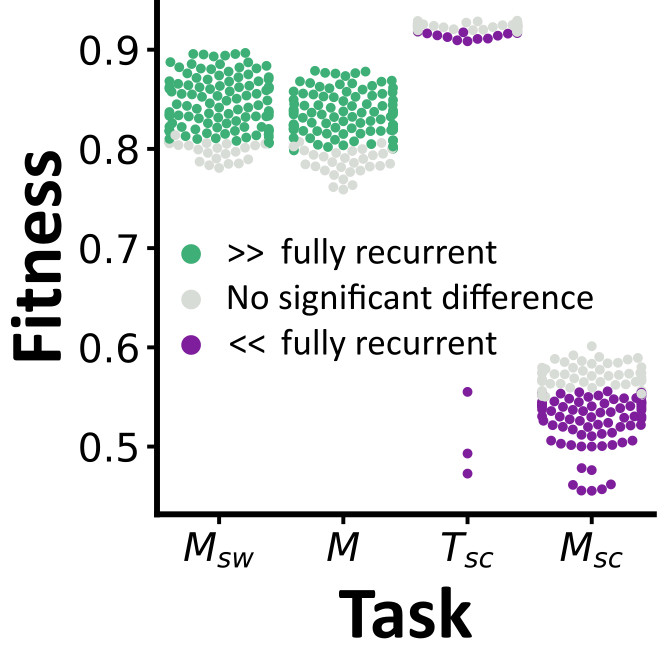 Fitness
0.9
0.8
0.7
0.6
0.5
>> fully recurrent
No significant difference
<< fully recurrent
M_SW M T_SC M_SC
Task